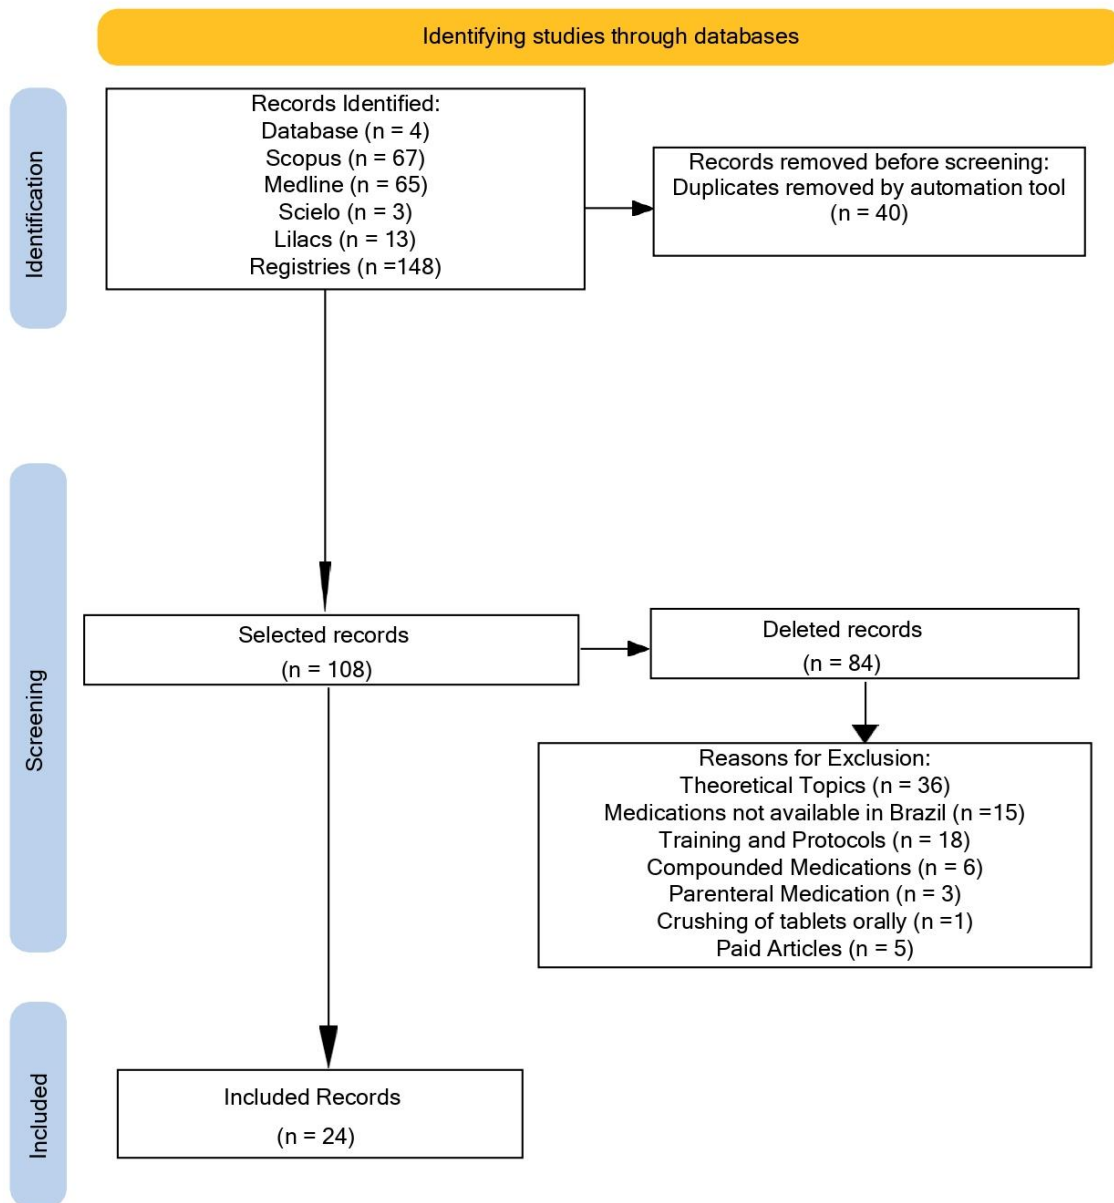 Identifying studies through databases
Identification
Records Identified:
Database (n = 4)
Scopus (n = 67)
Medline (n = 65)
Scielo (n = 3)
Lilacs (n = 13)
Registries (n =148)
Records removed before screening:
Duplicates removed by automation tool
(n = 40)
Screening
Selected records
(n = 108)
Deleted records
(n = 84)
Reasons for Exclusion:
Theoretical Topics (n = 36)
Medications not available in Brazil (n =15)
Training and Protocols (n = 18)
Compounded Medications (n = 6)
Parenteral Medication (n = 3)
Crushing of tablets orally (n =1)
Paid Articles (n = 5)
Included
Included Records
(n = 24)